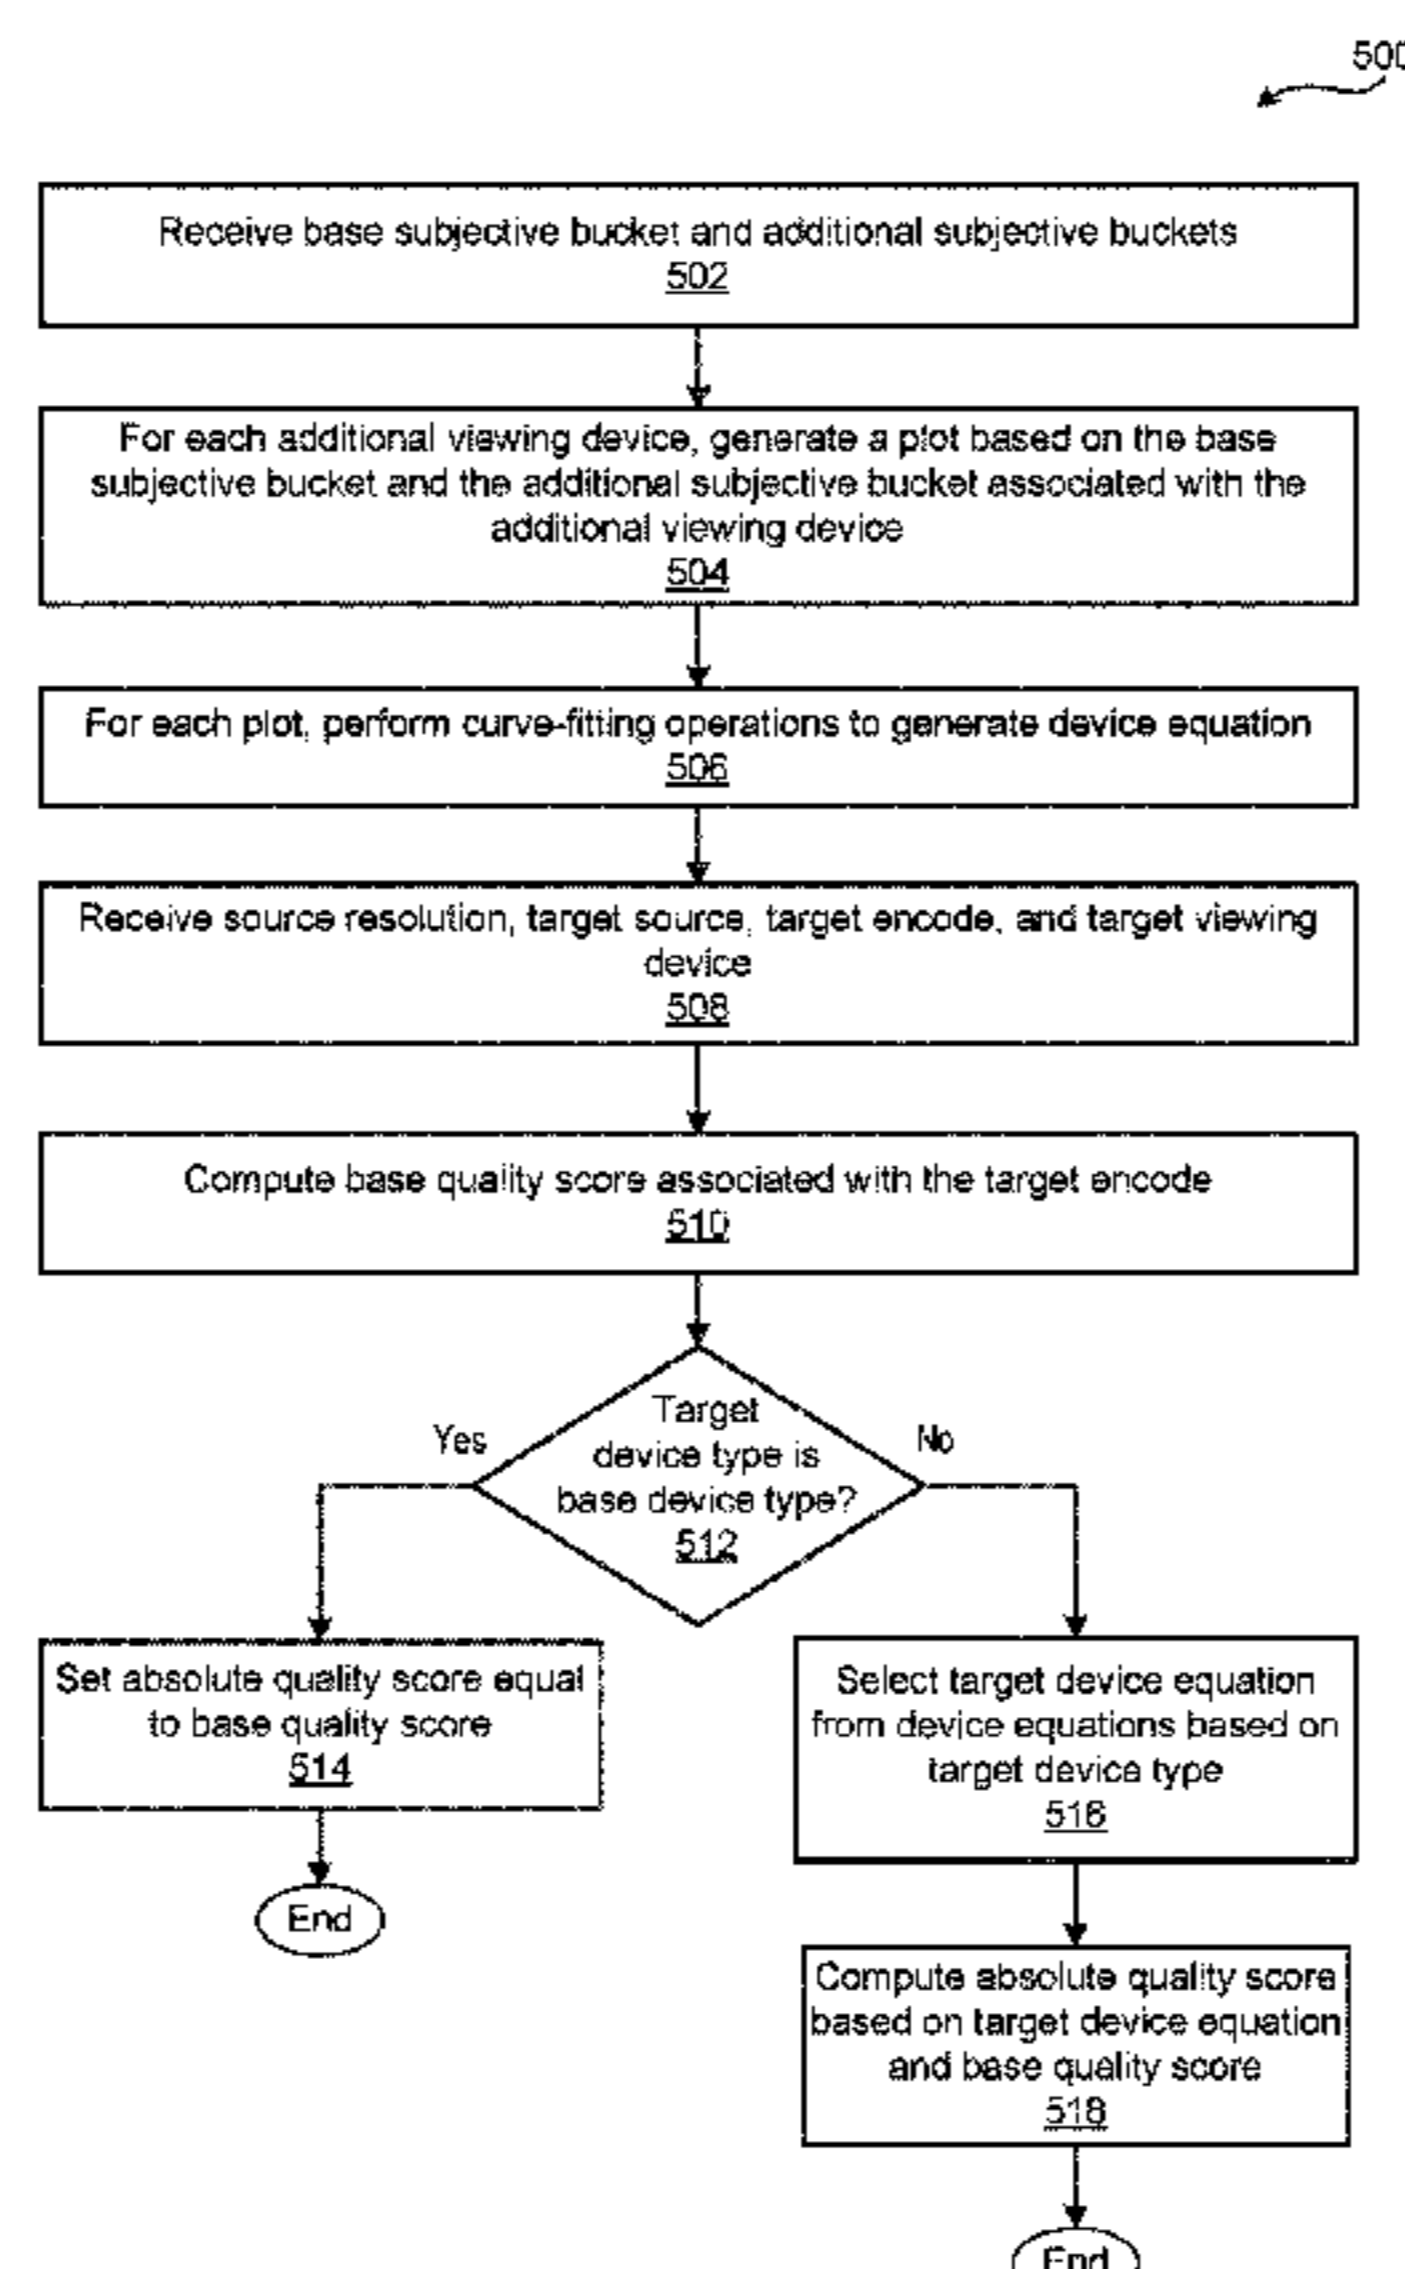 500
Receive base subjective bucket and additional subjective buckets
502
For each additional viewing device, generate a plot based on the base
subjective bucket and the additional subjective bucket associated with the
additional viewing device
504
For each plot, perform curve-fitting operations to generate device equation
506
Receive source resolution, target source, target encode, and target viewing
device
508
Compute base quality score associated with the target encode
510
Target
device type is
base device type?
512
Yes
No
Set absolute quality score equal
to base quality score
514
End
Select target device equation
from device equations based on
target device type
516
Compute absolute quality score
based on target device equation
and base quality score
518
End